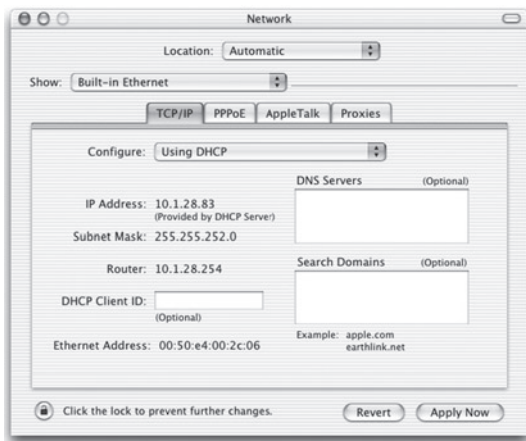 Network
Location: Automatic
Show: Built-in Ethernet
TCP/IP PPPoE AppleTalk Proxies
Configure: Using DHCP
DNS Servers (Optional)
IP Address: 10.1.28.83
(Provided by DHCP Server)
Subnet Mask: 255.255.252.0
Router: 10.1.28.254
Search Domains (Optional)
DHCP Client ID:
(Optional)
Example: apple.com
earthlink.net
Ethernet Address: 00:50:e4:00:2c:06
Click the lock to prevent further changes.
Revert Apply Now